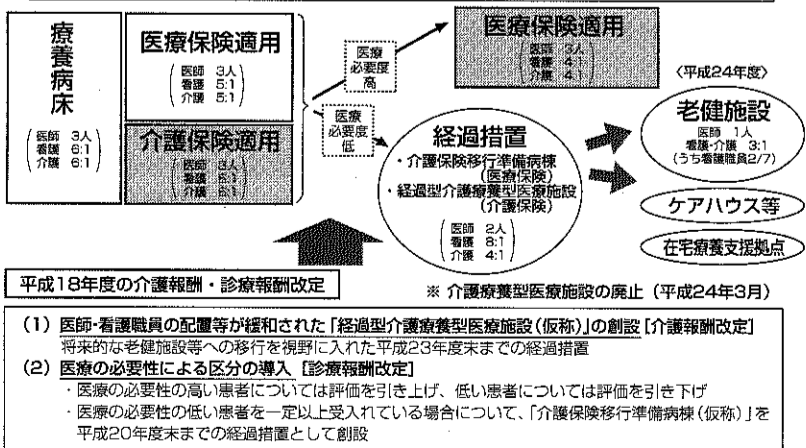 療養病床
医師 3人
看護 6:1
介護 6:1
医療保険適用
医師 3人
看護 5:1
介護 5:1
介護保険適用
医師 3人
看護 6:1
介護 6:1
医療
必要度
高
医療
必要度
低
医療保険適用
医師 3人
看護 4:1
介護 4:1
経過措置
・介護保険移行準備病棟
(医療保険)
・経過型介護療養型医療施設
(介護保険)
医師 2人
看護 8:1
介護 4:1
〈平成24年度〉
老健施設
医師 1人
看護・介護 3:1
(うち看護職員2/7)
ケアハウス等
在宅療養支援拠点
平成18年度の介護報酬・診療報酬改定
※ 介護療養型医療施設の廃止(平成24年3月)
(1) 医師・看護職員の配置等が緩和された「経過型介護療養型医療施設(仮称)」の創設 [介護報酬改定]
将来的な老健施設等への移行を視野に入れた平成23年度末までの経過措置
(2) 医療の必要性による区分の導入 [診療報酬改定]
・医療の必要性の高い患者については評価を引き上げ、低い患者については評価を引き下げ
・医療の必要性の低い患者を一定以上受入れている場合について、「介護保険移行準備病棟(仮称)」を
平成20年度末までの経過措置として創設